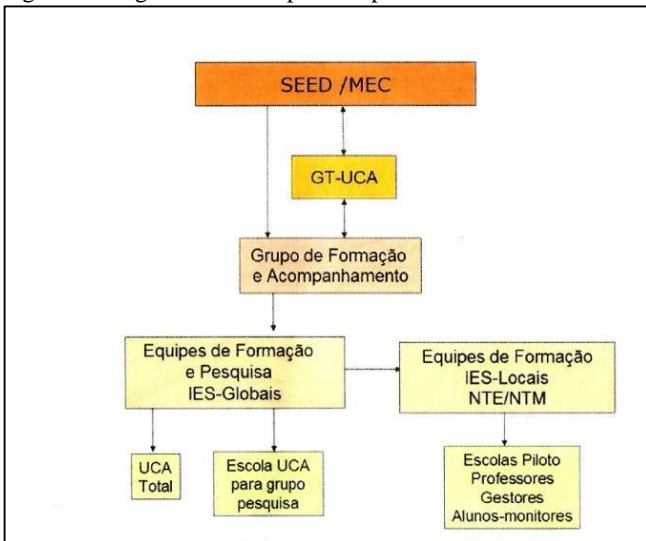 SEED /MEC
GT-UCA
Grupo de Formação
e Acompanhamento
Equipes de Formação
e Pesquisa
IES-Globais
Equipes de Formação
IES-Locais
NTE/NTM
UCA
Total
Escola UCA
para grupo
pesquisa
Escolas Piloto
Professores
Gestores
Alunos-monitores